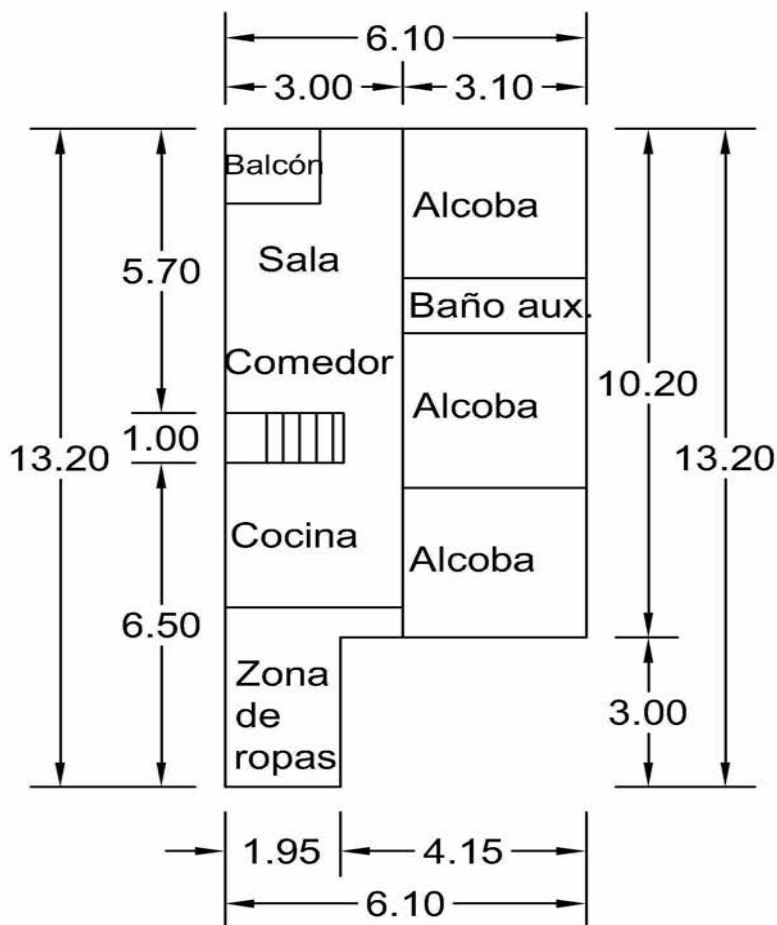 6.10
3.00
3.10
Balcón
Alcoba
Sala
5.70
Baño aux.
Comedor
10.20
Alcoba
1.00
13.20
13.20
Cocina
Alcoba
6.50
Zona
de
ropas
3.00
1.95
4.15
6.10